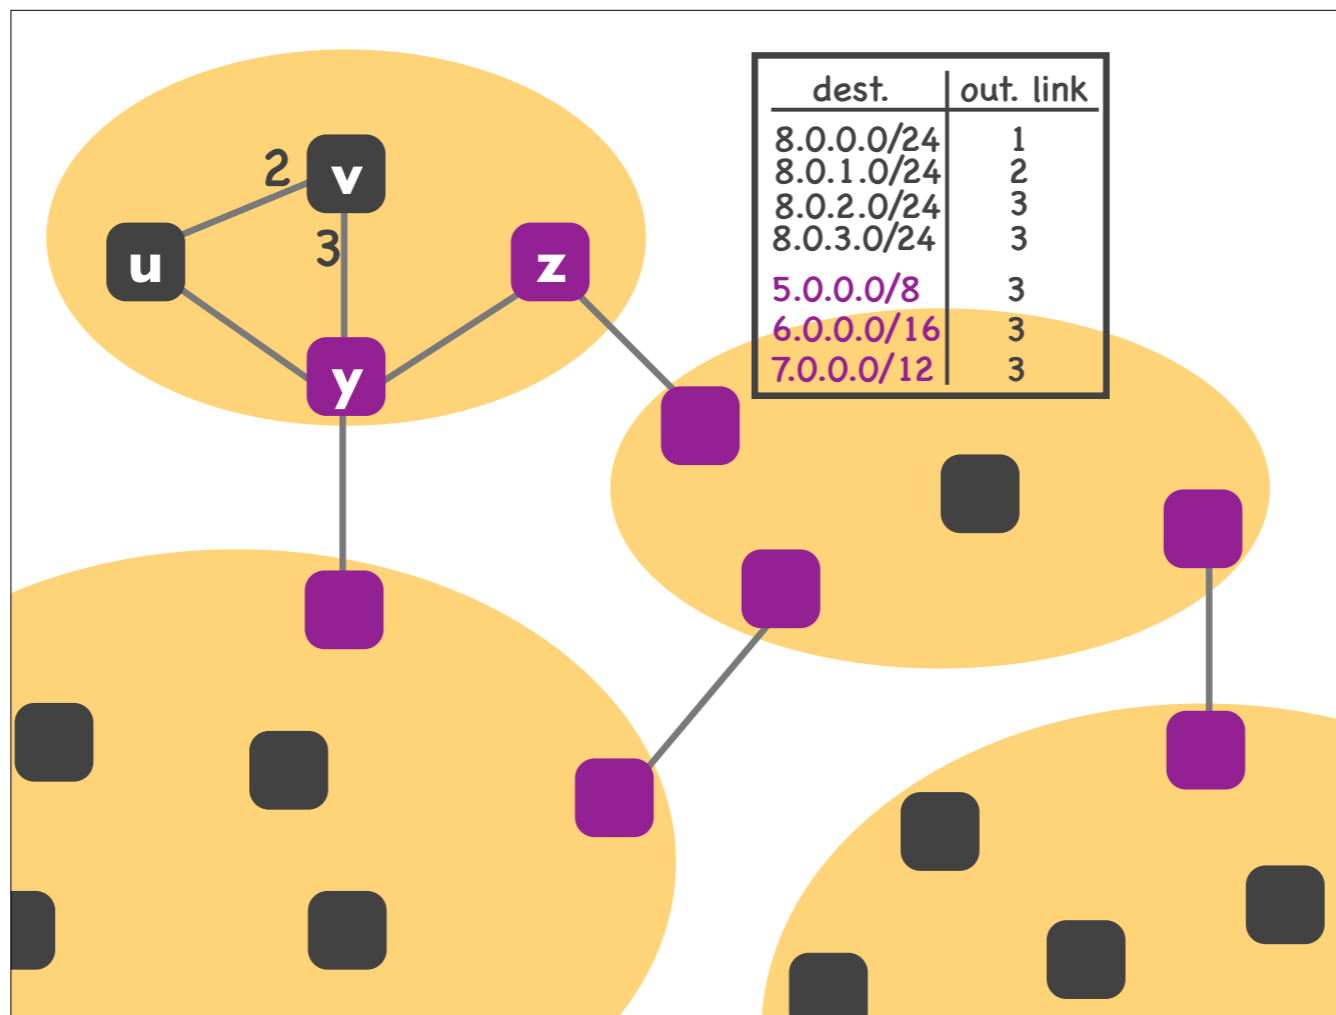 dest. out. link
8.0.0.0/24 1
8.0.1.0/24 2
8.0.2.0/24 3
8.0.3.0/24 3
5.0.0.0/8 3
6.0.0.0/16 3
7.0.0.0/12 3
2
v
3
u
z
y